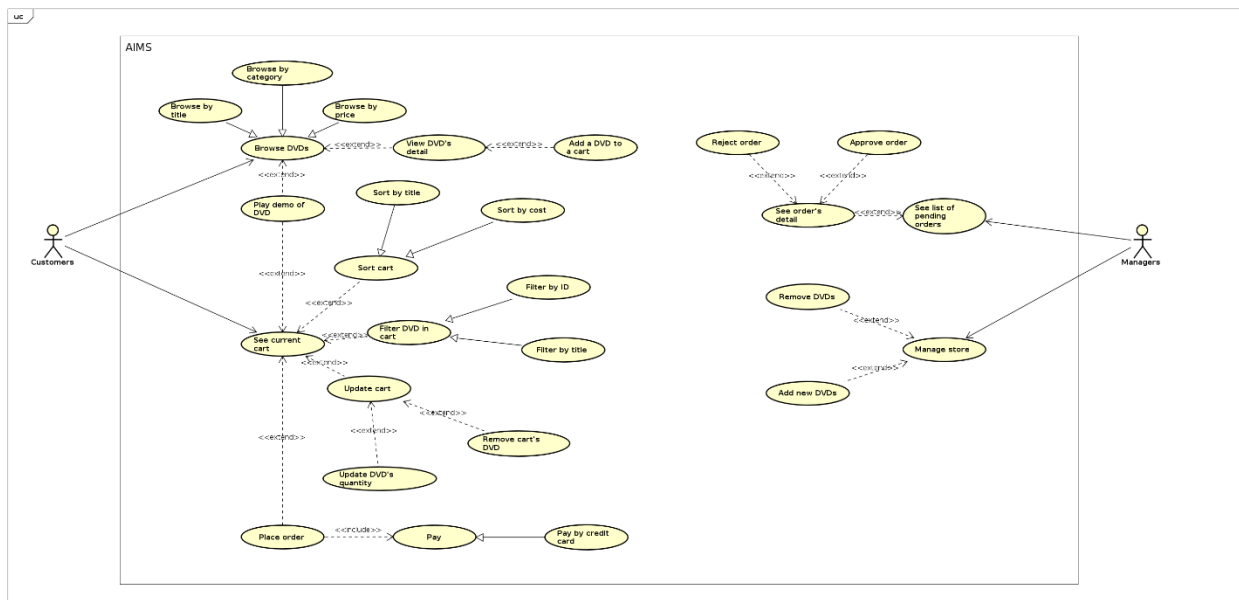 uc
AIMS
Browse by
category
Browse by
title
Browse by
price
Browse DVDs
<<extend>>
View DVD's
detail
<<extend>>
Add a DVD to
a cart
Reject order
Approve order
<<extend>>
<<extend>>
<<extend>>
Play demo of
DVD
Sort by title
Sort by cost
See order's
detail
<<extend>>
See list of
pending
orders
Customers
Managers
<<extend>>
Sort cart
<<extend>>
Filter by ID
Remove DVDs
<<extend>>
See current
cart
<<extend>>
Filter DVD in
cart
Filter by title
Manage store
<<extend>>
Update cart
<<extend>>
Add new DVDs
<<extend>>
<<extend>>
<<extend>>
Remove cart's
DVD
Update DVD's
quantity
Place order
<<include>>
Pay
Pay by credit
card